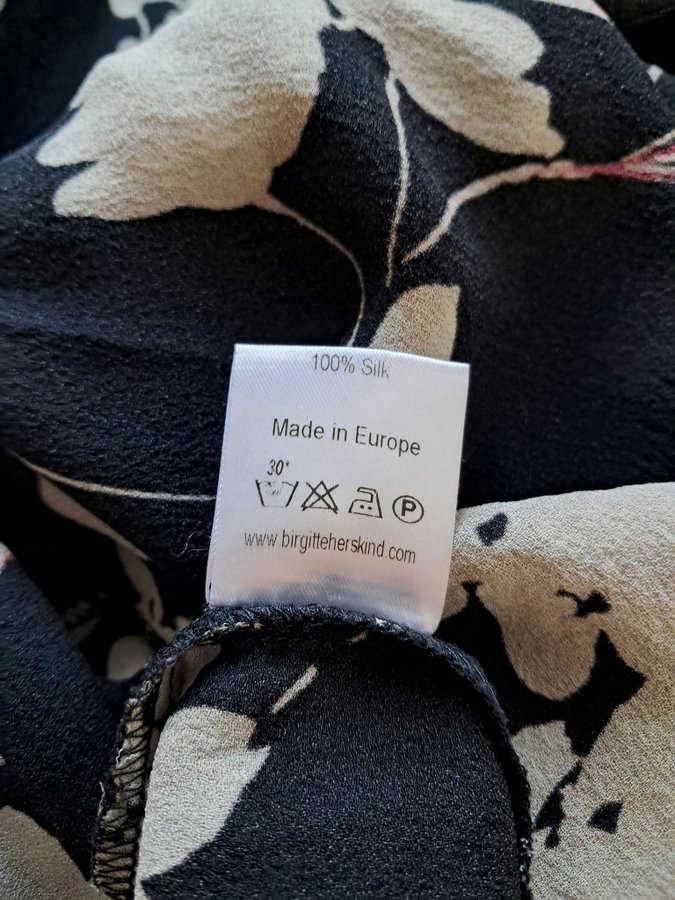 100% Silk
Made in Europe
30°
P
www.birgitteherskind.com